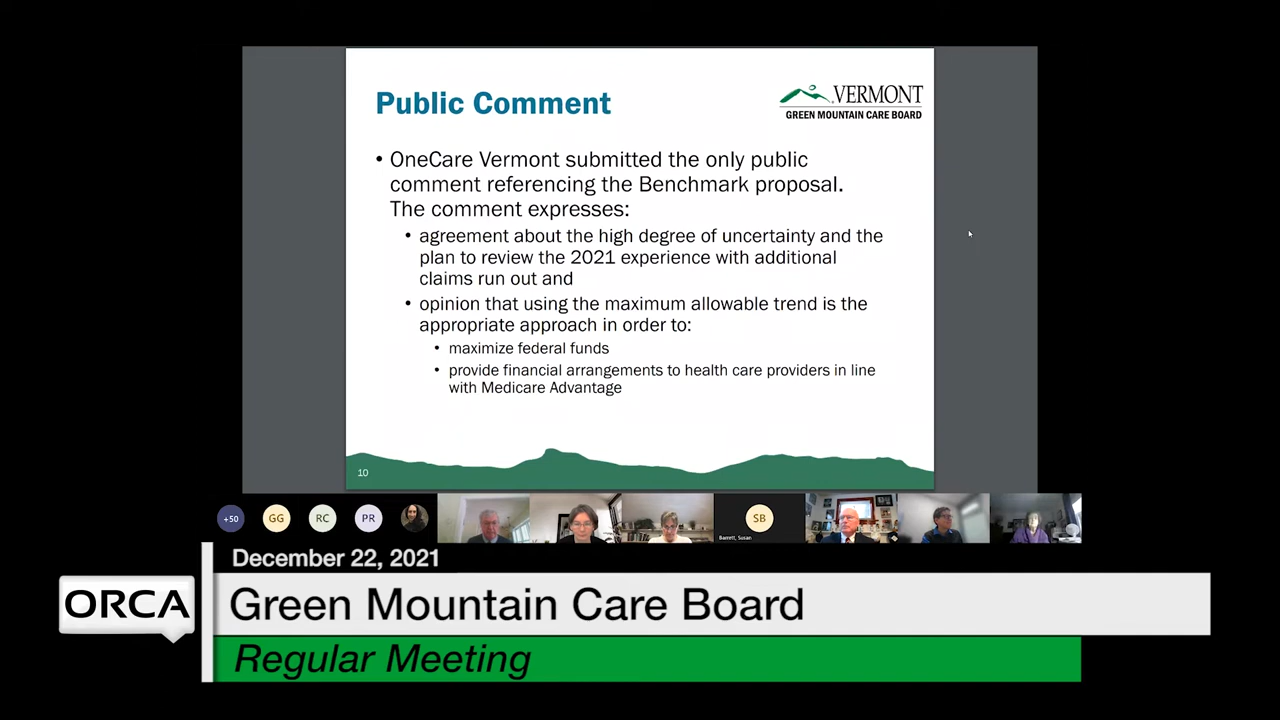 Public Comment
VERMONT
GREEN MOUNTAIN CARE BOARD
• OneCare Vermont submitted the only public
comment referencing the Benchmark proposal.
The comment expresses:
• agreement about the high degree of uncertainty and the
plan to review the 2021 experience with additional
claims run out and
• opinion that using the maximum allowable trend is the
appropriate approach in order to:
• maximize federal funds
• provide financial arrangements to health care providers in line
with Medicare Advantage
10
+50
GG
RC
PR
SB
Barrett, Susan
December 22, 2021
ORCA
Green Mountain Care Board
Regular Meeting